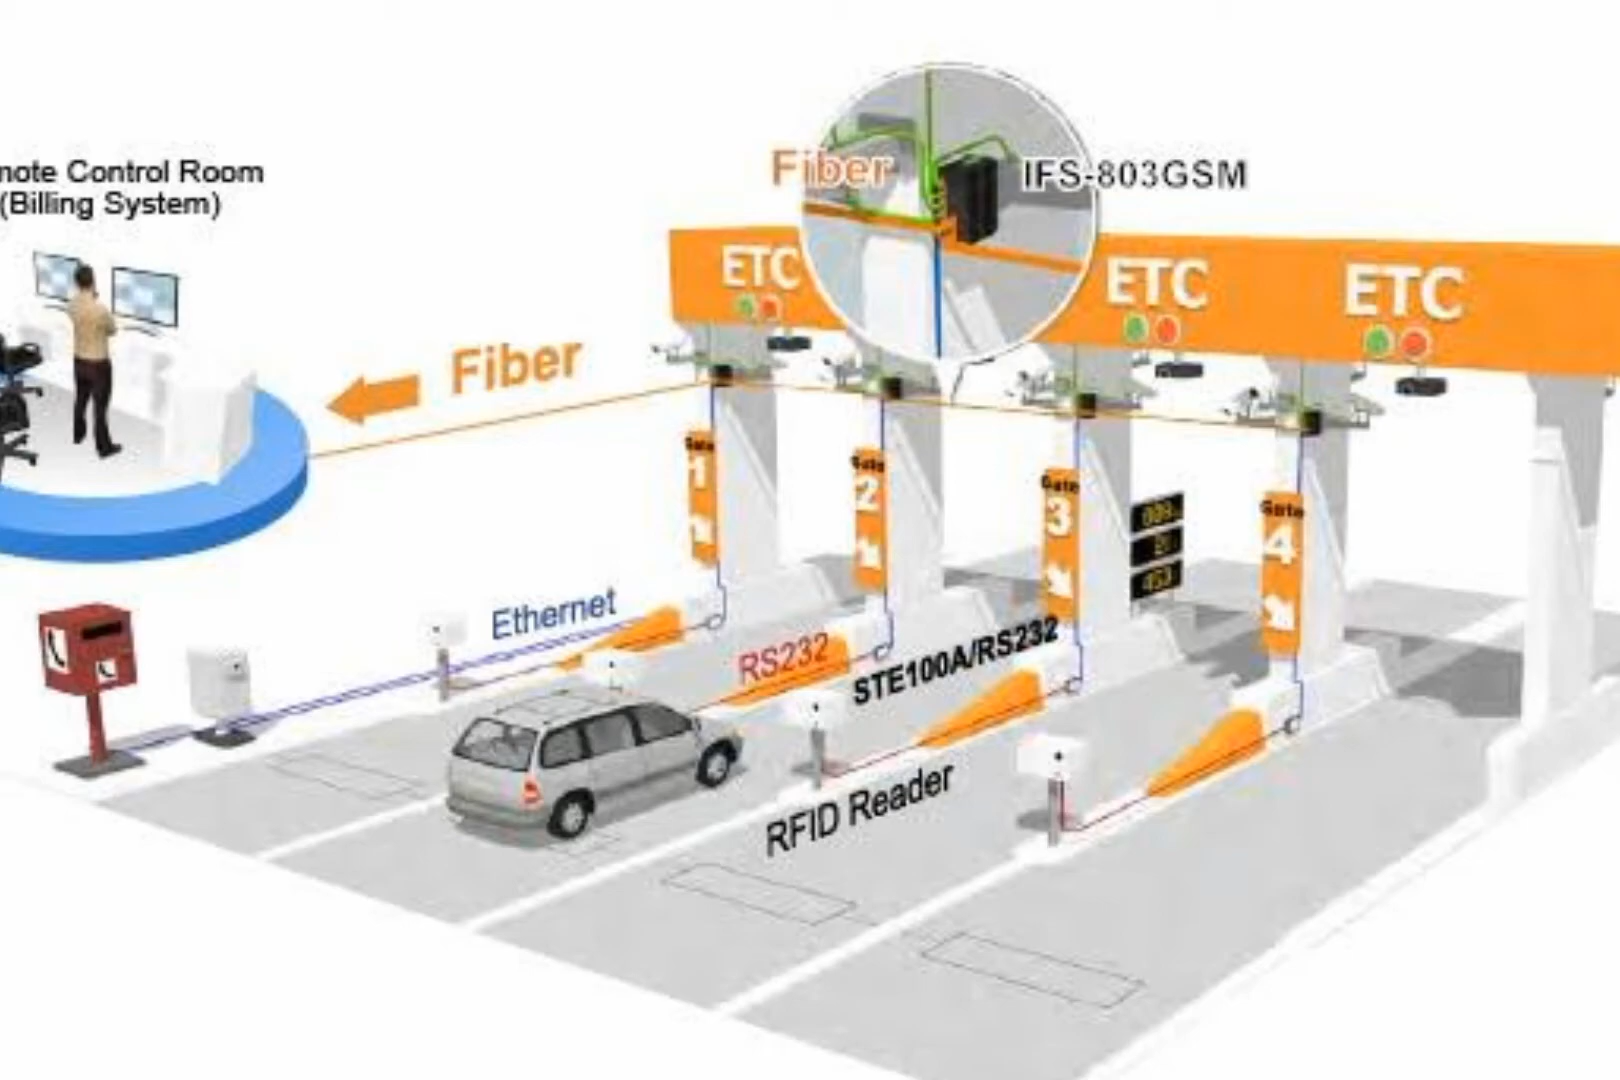 mote Control Room
(Billing System)
Fiber
IFS-803GSM
ETC
ETC
ETC
Fiber
Gate
1
Gate
2
Gate
3
Gate
4
Ethernet
RS232
STE100A/RS232
RFID Reader